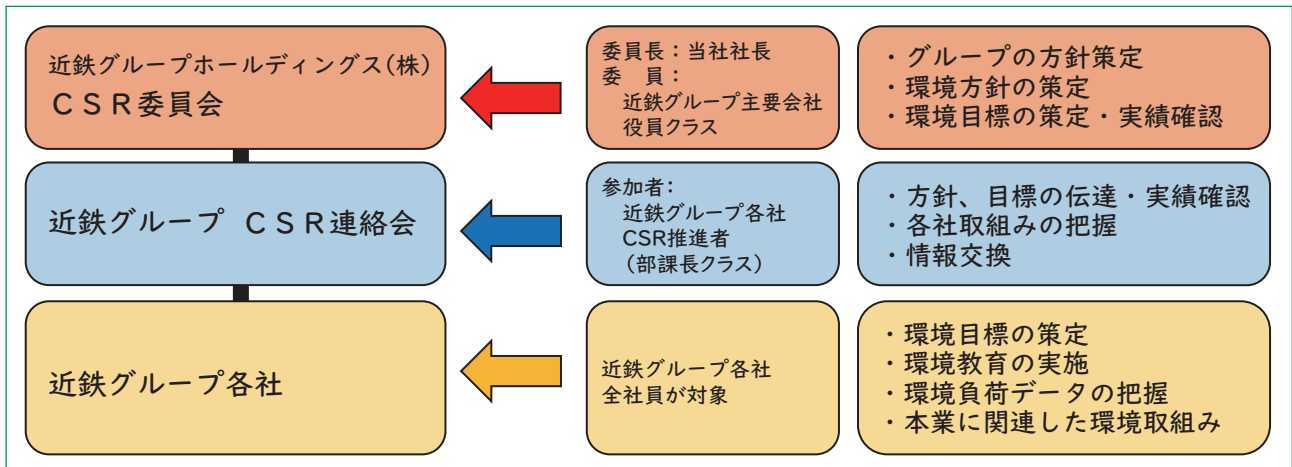 近鉄グループホールディングス(株)
CSR委員会
委員長：当社社長
委　員：
近鉄グループ主要会社
役員クラス
・グループの方針策定
・環境方針の策定
・環境目標の策定・実績確認
近鉄グループ CSR連絡会
参加者：
近鉄グループ各社
CSR推進者
（部課長クラス）
・方針、目標の伝達・実績確認
・各社取組みの把握
・情報交換
近鉄グループ各社
近鉄グループ各社
全社員が対象
・環境目標の策定
・環境教育の実施
・環境負荷データの把握
・本業に関連した環境取組み